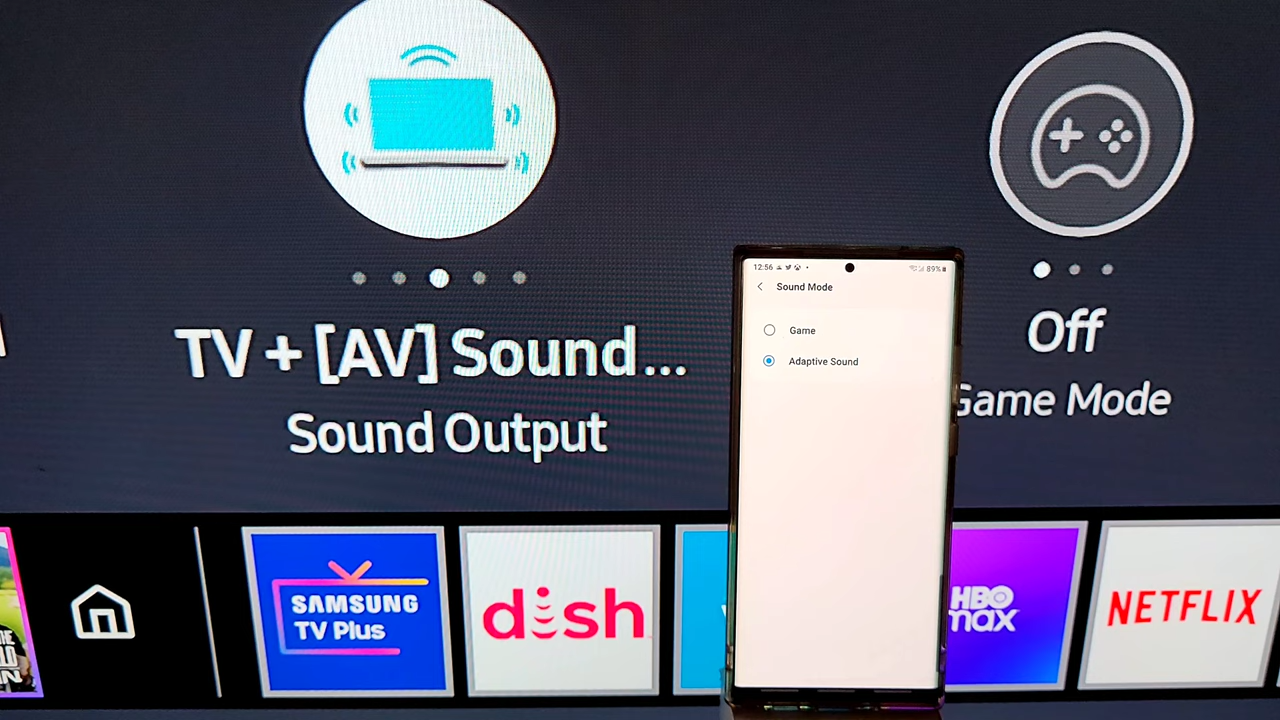 TV + [AV] Sound ...
Sound Output
Off
Game Mode
12:56
89%
Sound Mode
Game
Adaptive Sound
SAMSUNG
TV Plus
dish
HBO
max
NETFLIX